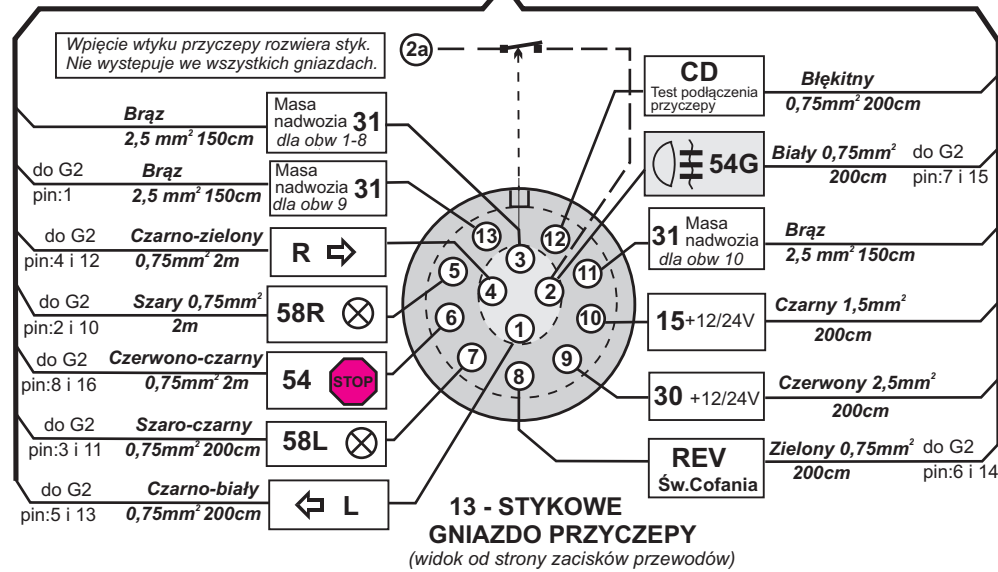 Wpięcie wtyku przyczepy rozwiera styk.
Nie wystepuje we wszystkich gniazdach.
2a
Brąz
2,5 mm² 150cm
Masa
nadwozia 31
dla obw 1-8
do G2
pin:1
Brąz
2,5 mm² 150cm
Masa
nadwozia 31
dla obw 9
do G2
pin:4 i 12
Czarno-zielony
0,75mm² 2m
R
do G2
pin:2 i 10
Szary 0,75mm²
2m
58R
do G2
pin:8 i 16
Czerwono-czarny
0,75mm² 2m
54 STOP
do G2
pin:3 i 11
Szaro-czarny
0,75mm² 200cm
58L
do G2
pin:5 i 13
Czarno-biały
0,75mm² 200cm
L
13
12
3
5
11
4
2
6
10
1
7
9
8
CD
Test podłączenia
przyczepy
Błękitny
0,75mm² 200cm
54G
Biały 0,75mm²
200cm
do G2
pin:7 i 15
31 Masa
nadwozia
dla obw 10
Brąz
2,5 mm² 150cm
15+12/24V
Czarny 1,5mm²
200cm
30 +12/24V
Czerwony 2,5mm²
200cm
REV
Św.Cofania
Zielony 0,75mm²
200cm
do G2
pin:6 i 14
13 - STYKOWE
GNIAZDO PRZYCZEPY
(widok od strony zacisków przewodów)